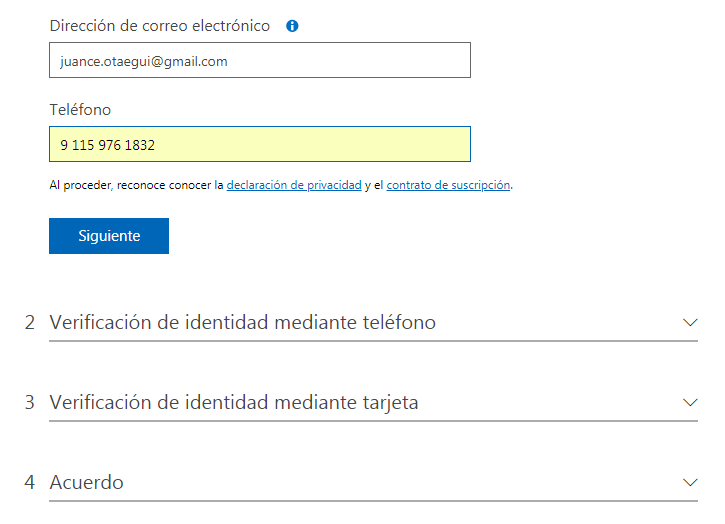 Dirección de correo electrónico
juance.otaegui@gmail.com
Teléfono
9 115 976 1832
Al proceder, reconoce conocer la declaración de privacidad y el contrato de suscripción.
Siguiente
2 Verificación de identidad mediante teléfono
3 Verificación de identidad mediante tarjeta
4 Acuerdo